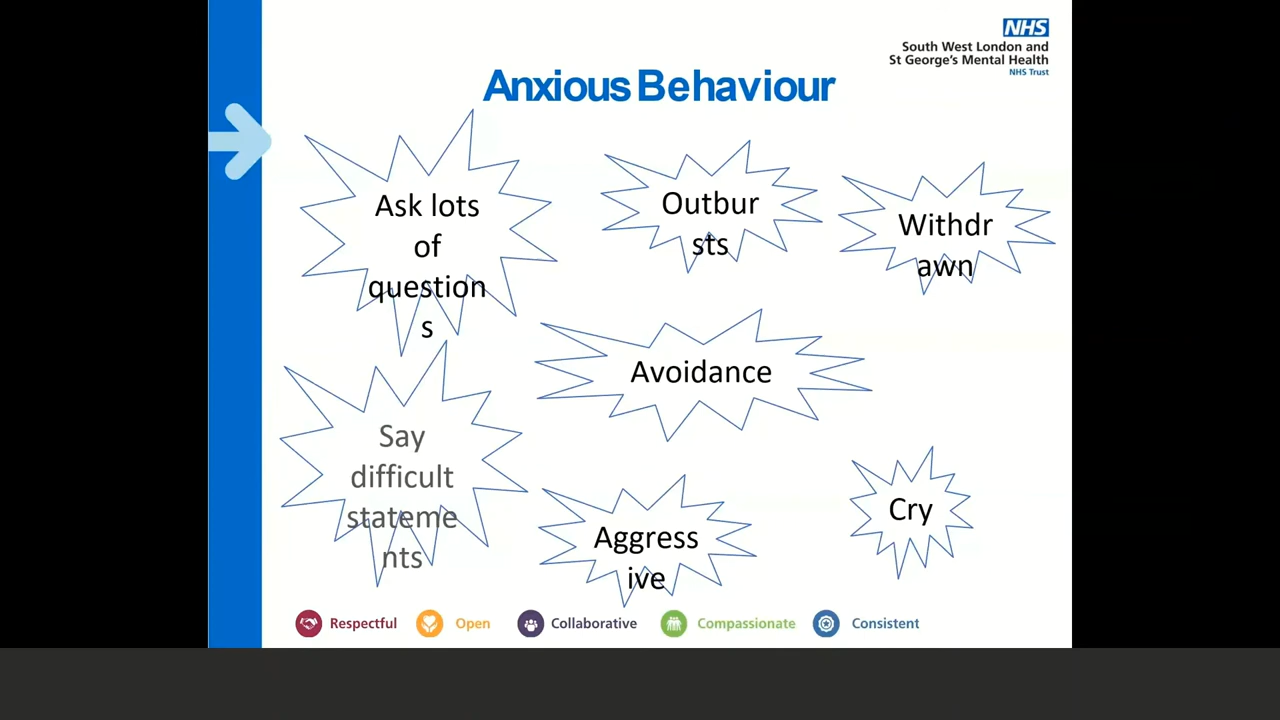 NHS
South West London and
St George's Mental Health
NHS Trust
Anxious Behaviour
Ask lots
of
question
s
Outbur
sts
Withdr
awn
Avoidance
Say
difficult
stateme
nts
Aggress
ive
Cry
Respectful
Open
Collaborative
Compassionate
Consistent